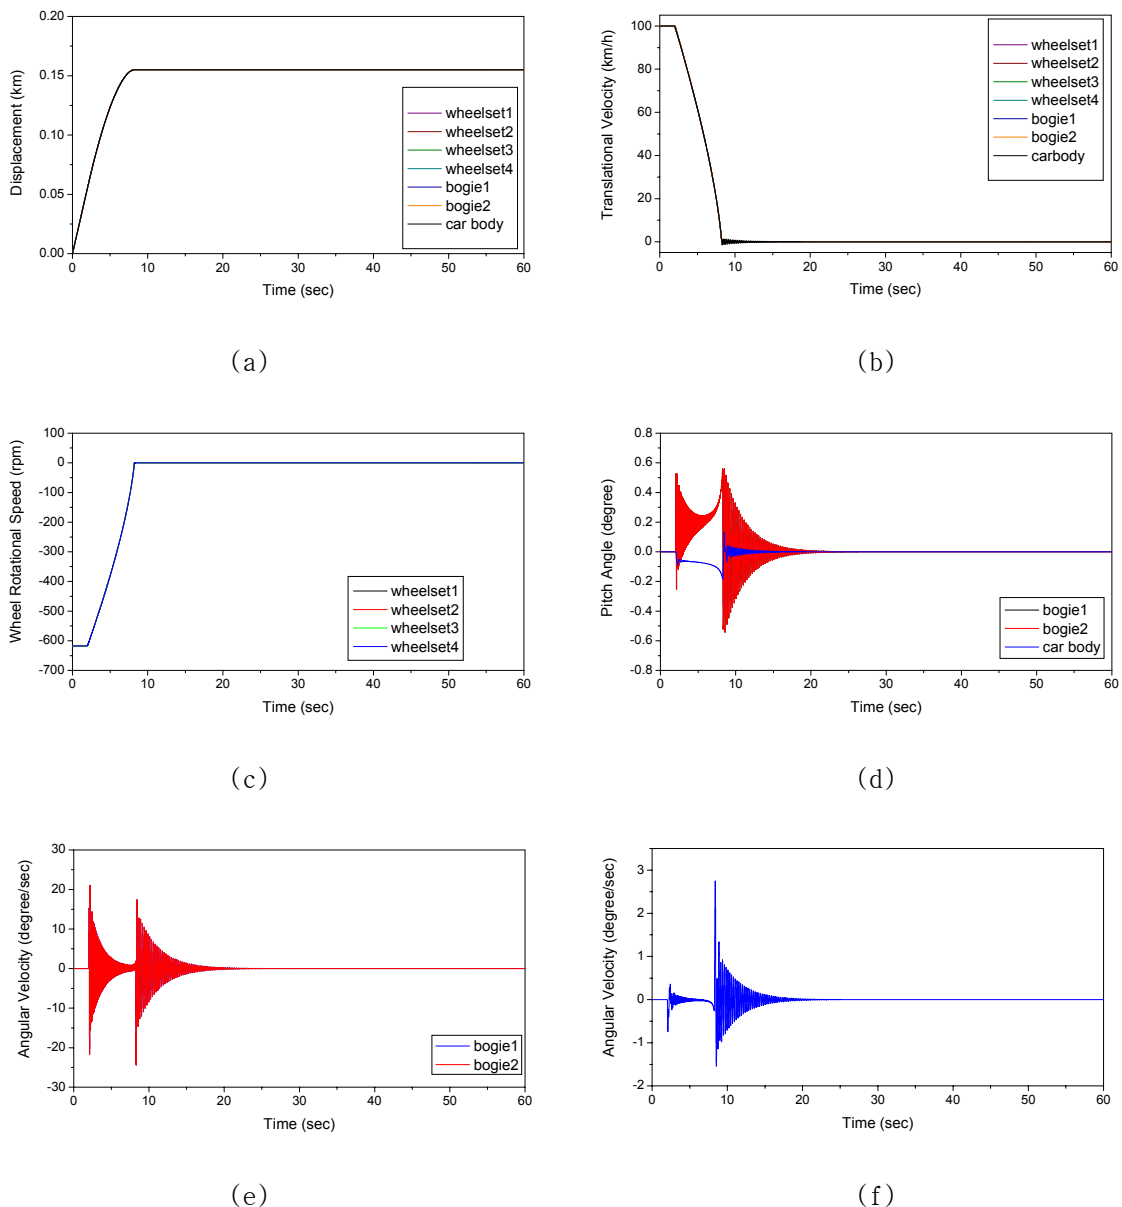 0.20
0.15
0.10
0.05
0.00
Displacement (km)
wheelset1
wheelset2
wheelset3
wheelset4
bogie1
bogie2
car body
0 10 20 30 40 50 60
Time (sec)
(a)
100
80
60
40
20
0
Translational Velocity (km/h)
wheelset1
wheelset2
wheelset3
wheelset4
bogie1
bogie2
carbody
0 10 20 30 40 50 60
Time (sec)
(b)
100
0
-100
-200
-300
-400
-500
-600
-700
Wheel Rotational Speed (rpm)
wheelset1
wheelset2
wheelset3
wheelset4
0 10 20 30 40 50 60
Time (sec)
(c)
0.8
0.6
0.4
0.2
0.0
-0.2
-0.4
-0.6
-0.8
Pitch Angle (degree)
bogie1
bogie2
car body
0 10 20 30 40 50 60
Time (sec)
(d)
30
20
10
0
-10
-20
-30
Angular Velocity (degree/sec)
bogie1
bogie2
0 10 20 30 40 50 60
Time (sec)
(e)
3
2
1
0
-1
-2
Angular Velocity (degree/sec)
0 10 20 30 40 50 60
Time (sec)
(f)